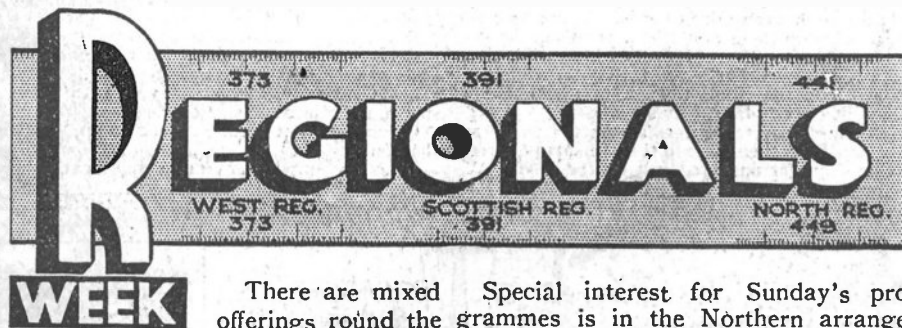 373 391 441
REGIONALS
WEST REG. SCOTTISH REG. NORTH REG.
373 391 449
WEEK
There are mixed
offerings round the
Special interest for Sunday's pro-
grammes is in the Northern arrange-